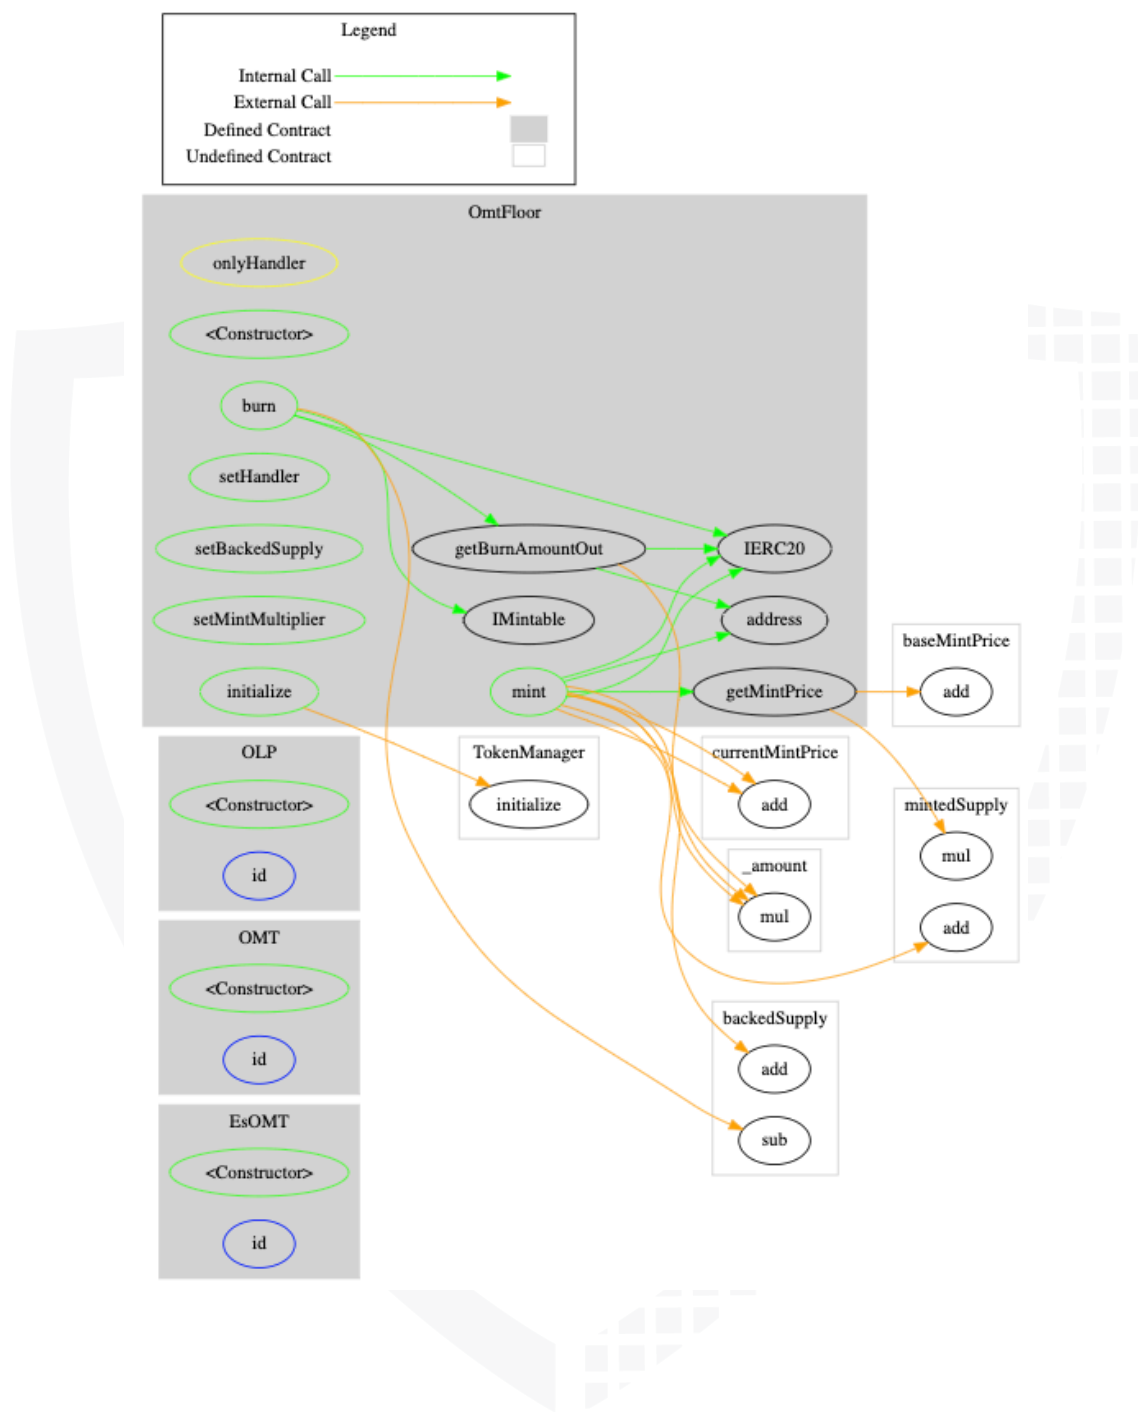 Legend
Internal Call
External Call
Defined Contract
Undefined Contract
OmtFloor
onlyHandler
<Constructor>
burn
setHandler
setBackedSupply
getBurnAmountOut
IERC20
setMintMultiplier
IMintable
address
initialize
mint
getMintPrice
baseMintPrice
add
OLP
<Constructor>
id
TokenManager
initialize
currentMintPrice
add
mintedSupply
mul
add
_amount
mul
OMT
<Constructor>
id
backedSupply
add
sub
EsOMT
<Constructor>
id